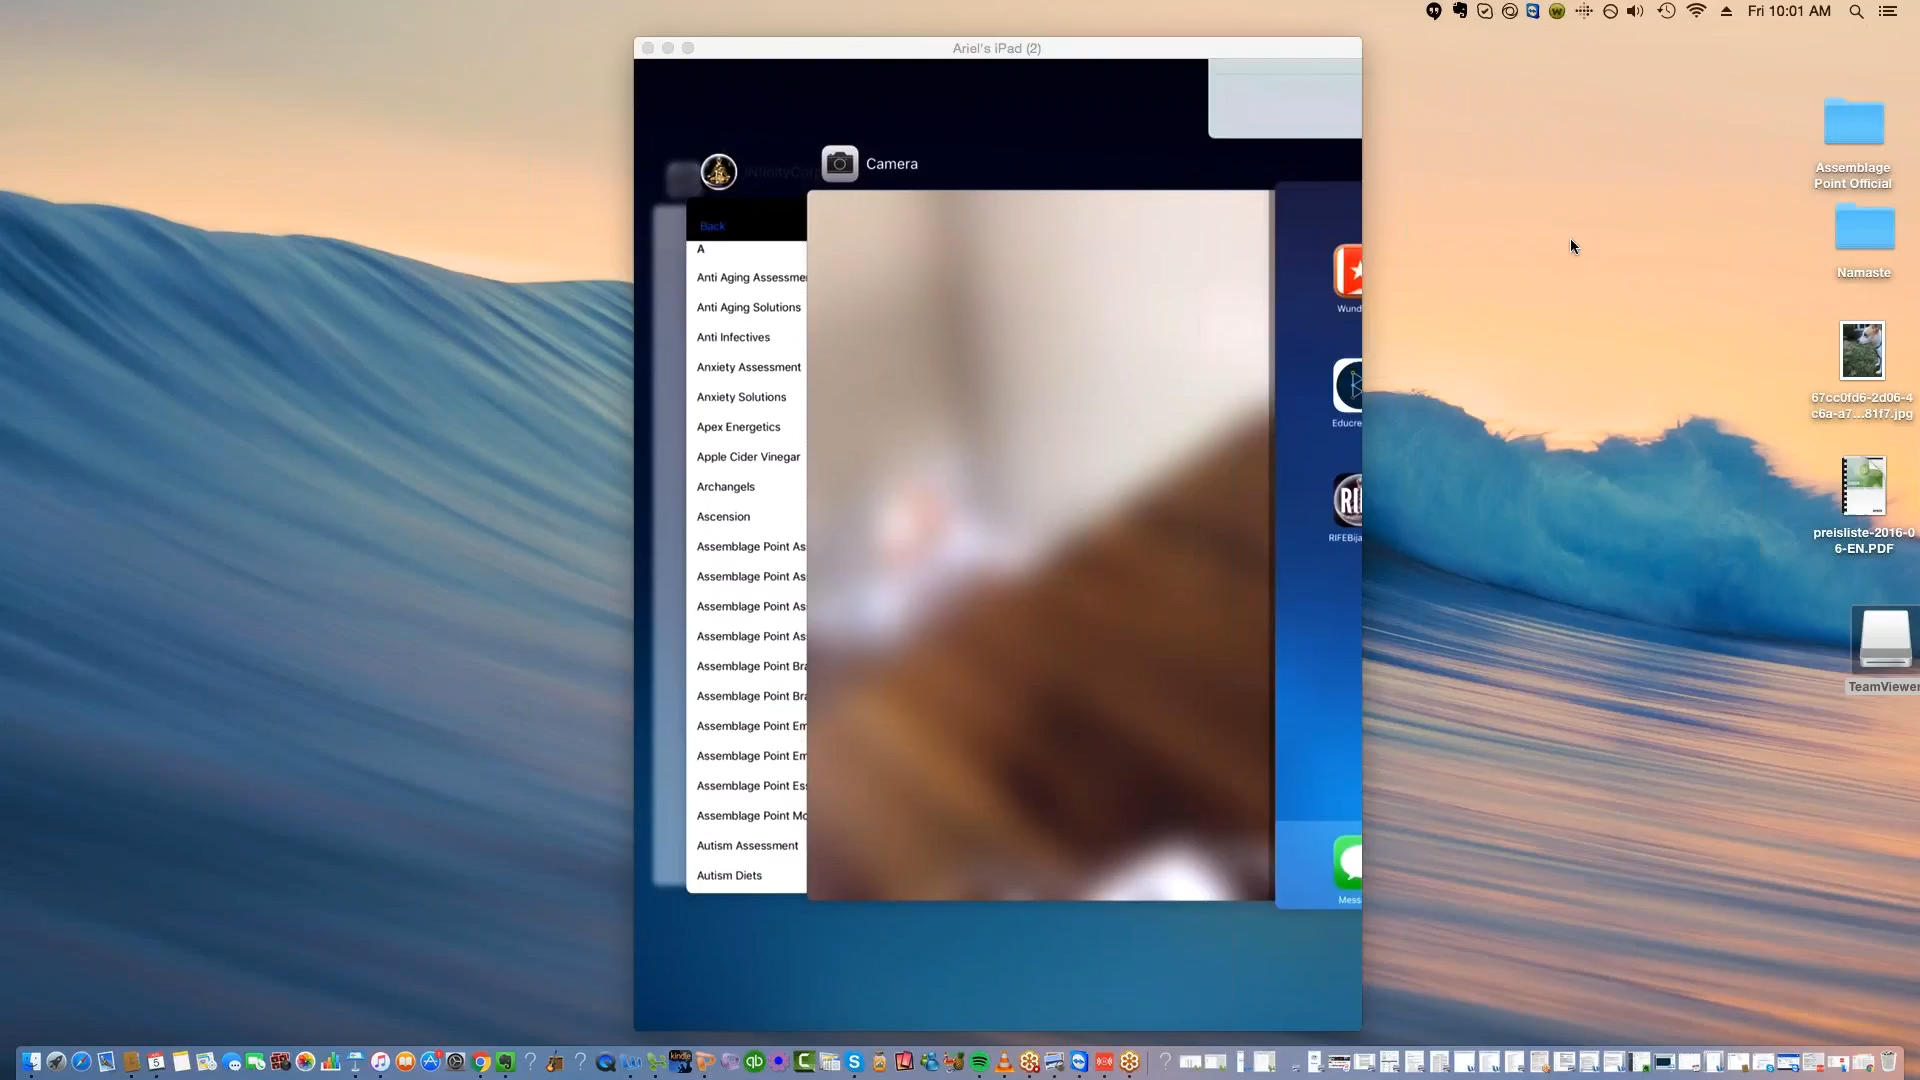 Fri 10:01 AM
Ariel's iPad (2)
Camera
Back
A
Anti Aging Assessme
Anti Aging Solutions
Anti Infectives
Anxiety Assessment
Anxiety Solutions
Apex Energetics
Apple Cider Vinegar
Archangels
Ascension
Assemblage Point As
Assemblage Point As
Assemblage Point As
Assemblage Point As
Assemblage Point Bra
Assemblage Point Bra
Assemblage Point Em
Assemblage Point Em
Assemblage Point Es
Assemblage Point Mo
Autism Assessment
Autism Diets
Wund
Educre
RIFEBija
Mess
Assemblage
Point Official
Namaste
67cc0fd6-2d06-4
c6a-a7...81f7.jpg
preisliste-2016-0
6-EN.PDF
TeamViewer